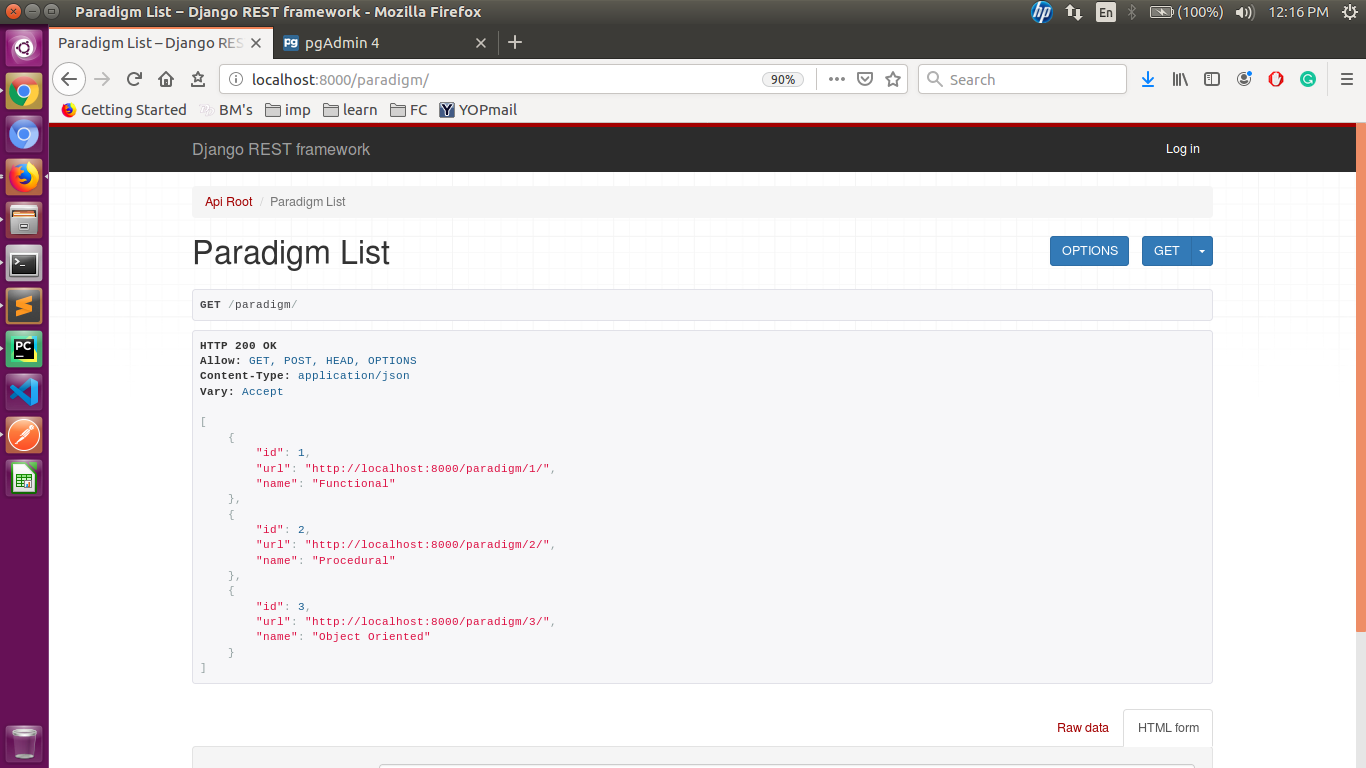 Paradigm List – Django REST framework - Mozilla Firefox
En (100%) 12:16 PM
Paradigm List – Django RES
pgAdmin 4
localhost:8000/paradigm/
90%
Search
Getting Started BM's imp learn FC YOPmail
Django REST framework
Log in
Api Root / Paradigm List
Paradigm List
OPTIONS
GET
GET /paradigm/
HTTP 200 OK
Allow: GET, POST, HEAD, OPTIONS
Content-Type: application/json
Vary: Accept
[
{
"id": 1,
"url": "http://localhost:8000/paradigm/1/",
"name": "Functional"
},
{
"id": 2,
"url": "http://localhost:8000/paradigm/2/",
"name": "Procedural"
},
{
"id": 3,
"url": "http://localhost:8000/paradigm/3/",
"name": "Object Oriented"
}
]
Raw data
HTML form